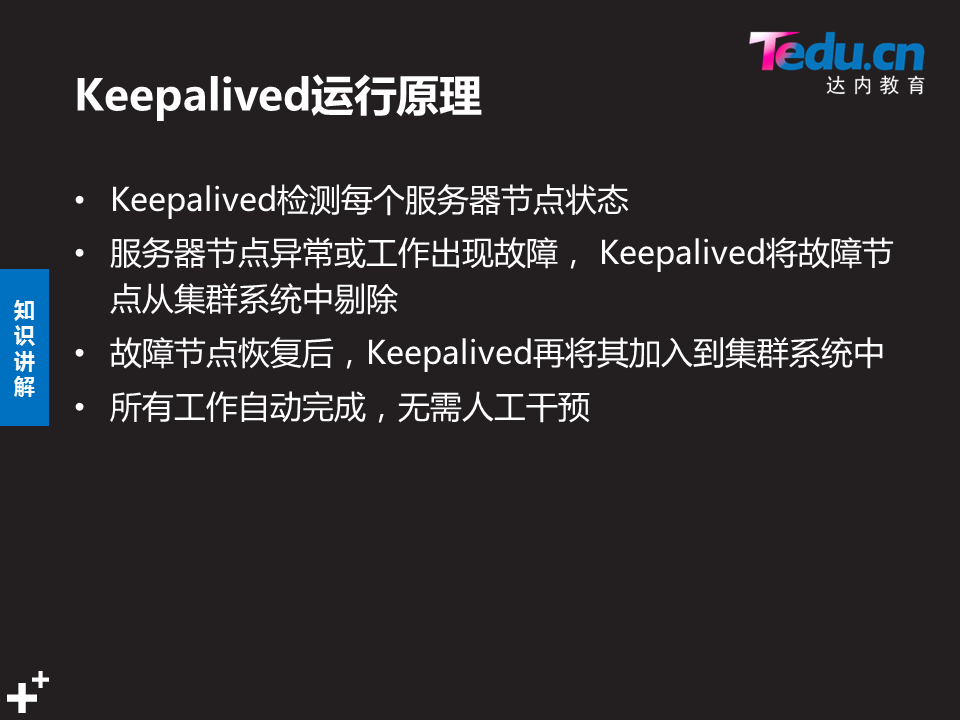 Tedu.cn
达内教育
Keepalived运行原理
• Keepalived检测每个服务器节点状态
• 服务器节点异常或工作出现故障， Keepalived将故障节
点从集群系统中剔除
• 故障节点恢复后，Keepalived再将其加入到集群系统中
• 所有工作自动完成，无需人工干预
知
识
讲
解